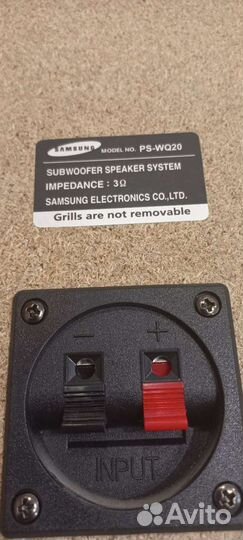 SAMSUNG MODEL NO. PS-WQ20
SUBWOOFER SPEAKER SYSTEM
IMPEDANCE : 3Ω
SAMSUNG ELECTRONICS CO.,LTD.
Grills are not removable
− +
INPUT
Avito